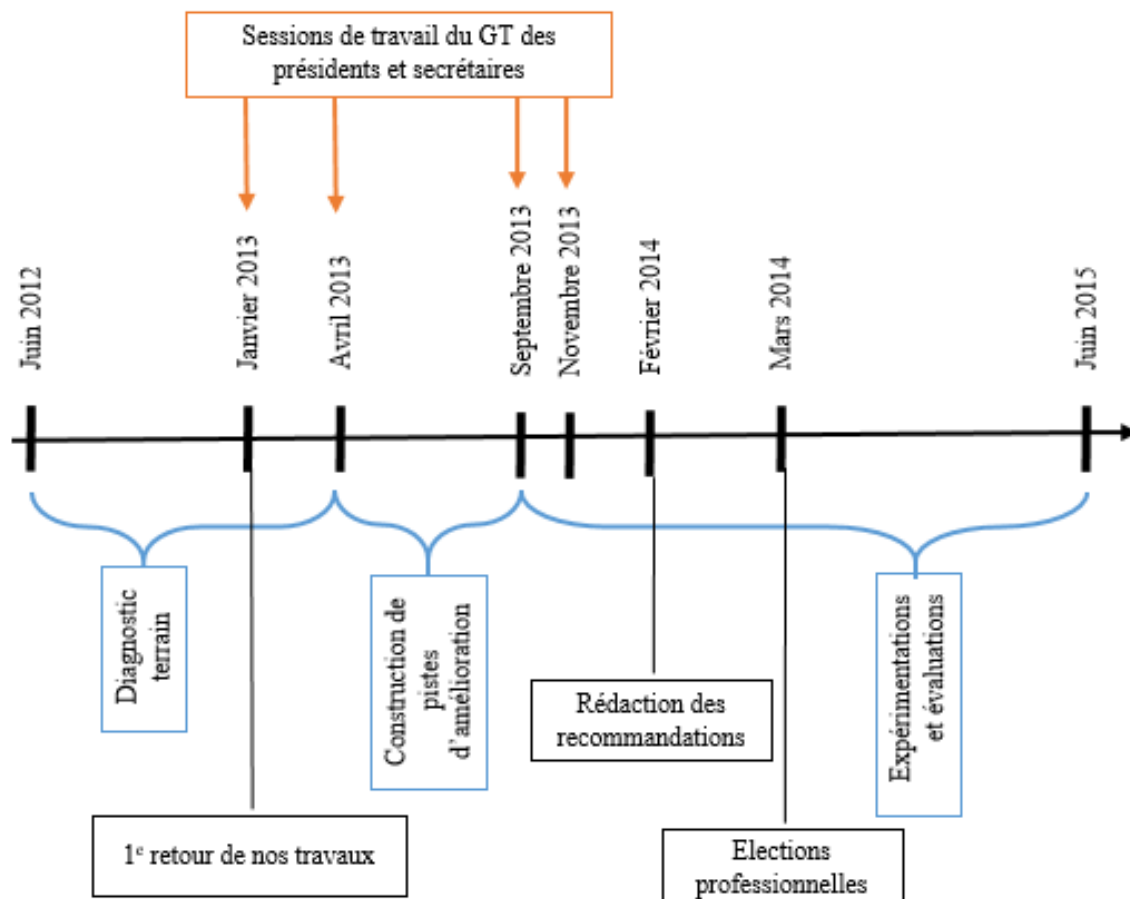 Sessions de travail du GT des
présidents et secrétaires
Juin 2012
Janvier 2013
Avril 2013
Septembre 2013
Novembre 2013
Février 2014
Mars 2014
Juin 2015
Diagnostic
terrain
Construction de
pistes
d’amélioration
Expérimentations
et évaluations
Rédaction des
recommandations
1ᵉ retour de nos travaux
Elections
professionnelles